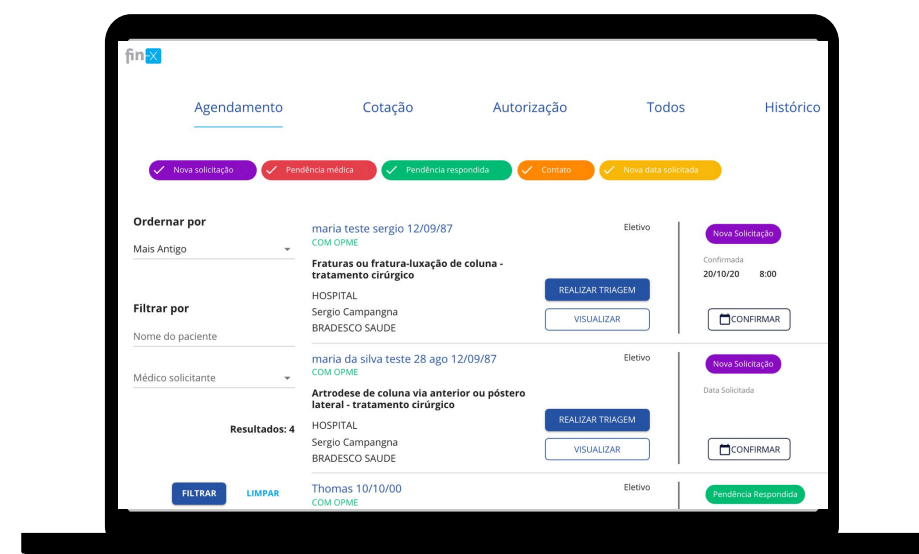 fin-x
Agendamento Cotação Autorização Todos Histórico
Nova solicitação Pendência médica Pendência respondida Contato Nova data solicitada
Ordernar por
Mais Antigo
Filtrar por
Nome do paciente
Médico solicitante
Resultados: 4
FILTRAR LIMPAR
maria teste sergio 12/09/87
COM OPME
Fraturas ou fratura-luxação de coluna -
tratamento cirúrgico
HOSPITAL
Sergio Campangna
BRADESCO SAUDE
Eletivo
REALIZAR TRIAGEM
VISUALIZAR
Nova Solicitação
Confirmada
20/10/20 8:00
CONFIRMAR
maria da silva teste 28 ago 12/09/87
COM OPME
Artrodese de coluna via anterior ou póstero
lateral - tratamento cirúrgico
HOSPITAL
Sergio Campangna
BRADESCO SAUDE
Eletivo
REALIZAR TRIAGEM
VISUALIZAR
Nova Solicitação
Data Solicitada
CONFIRMAR
Thomas 10/10/00
COM OPME
Eletivo
Pendência Respondida